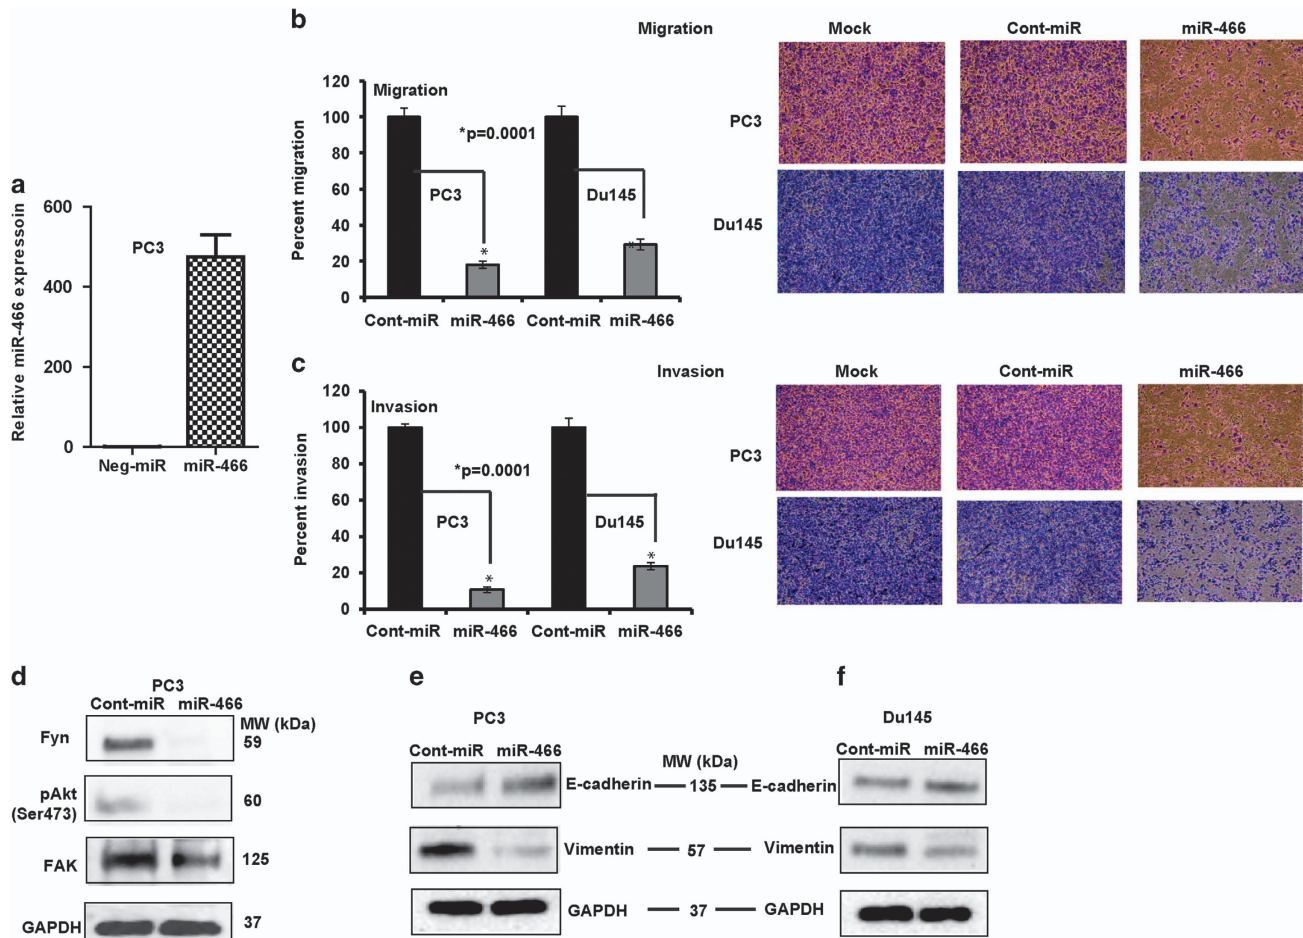 a
Relative miR-466 expressoin
600
400
200
0
PC3
Neg-miR miR-466
b
Migration
Percent migration
120
100
80
60
40
20
0
Migration
*p=0.0001
PC3
Du145
*
*
Cont-miR miR-466 Cont-miR miR-466
Mock Cont-miR miR-466
PC3
Du145
c
Invasion
Percent invasion
120
100
80
60
40
20
0
Invasion
*p=0.0001
PC3
Du145
*
*
Cont-miR miR-466 Cont-miR miR-466
Mock Cont-miR miR-466
PC3
Du145
d
PC3
Cont-miR miR-466
MW (kDa)
Fyn 59
pAkt 60
(Ser473)
FAK 125
GAPDH 37
e
PC3
Cont-miR miR-466
MW (kDa)
E-cadherin 135 E-cadherin
Vimentin 57 Vimentin
GAPDH 37 GAPDH
f
Du145
Cont-miR miR-466